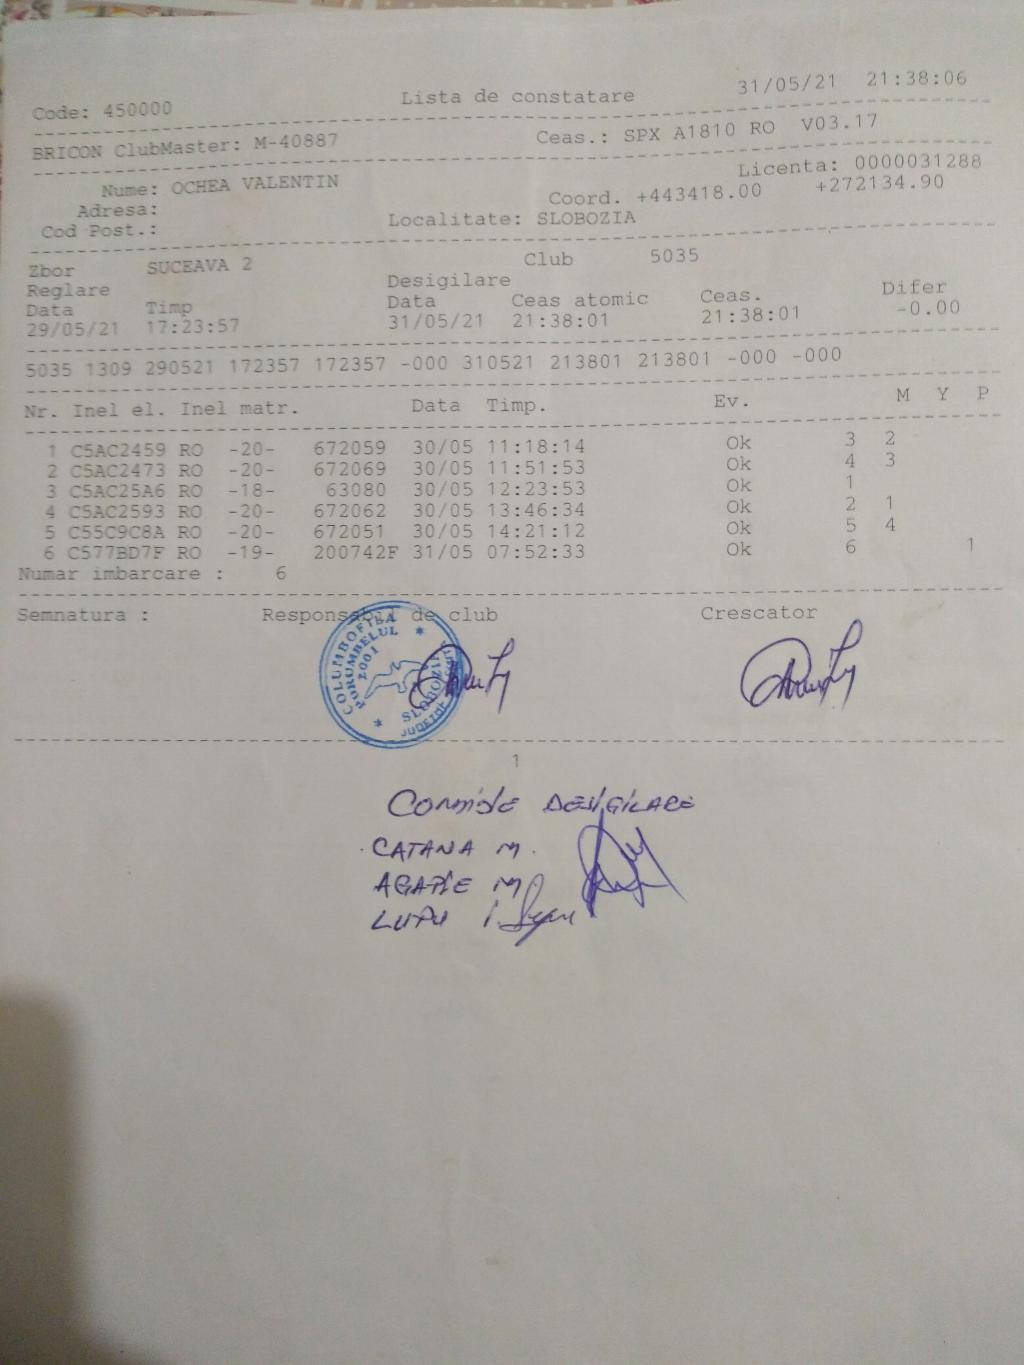 Code: 450000 Lista de constatare 31/05/21 21:38:06
BRICON ClubMaster: M-40887 Ceas.: SPX A1810 RO V03.17
Licenta: 0000031288
Nume: OCHEA VALENTIN Coord. +443418.00 +272134.90
Adresa:
Cod Post.: Localitate: SLOBOZIA
Zbor SUCEAVA 2 Club 5035
Reglare Desigilare
Data Timp Data Ceas atomic Ceas. Difer
29/05/21 17:23:57 31/05/21 21:38:01 21:38:01 -0.00
5035 1309 290521 172357 172357 -000 310521 213801 213801 -000 -000
Nr. Inel el. Inel matr. Data Timp. Ev. M Y P
1 C5AC2459 RO -20- 672059 30/05 11:18:14 Ok 3 2
2 C5AC2473 RO -20- 672069 30/05 11:51:53 Ok 4 3
3 C5AC25A6 RO -18- 63080 30/05 12:23:53 Ok 1
4 C5AC2593 RO -20- 672062 30/05 13:46:34 Ok 2 1
5 C55C9C8A RO -20- 672051 30/05 14:21:12 Ok 5 4
6 C577BD7F RO -19- 200742F 31/05 07:52:33 Ok 6 1
Numar imbarcare : 6
Semnatura : Responsabil de club Crescator
COLUMBOFILA
PORUMBELUL
2001
SLOBOZIA
JUDEȚUL
1
COMISIE DESIGILARE
CATANA M.
AGAPIE M
LUPU I.